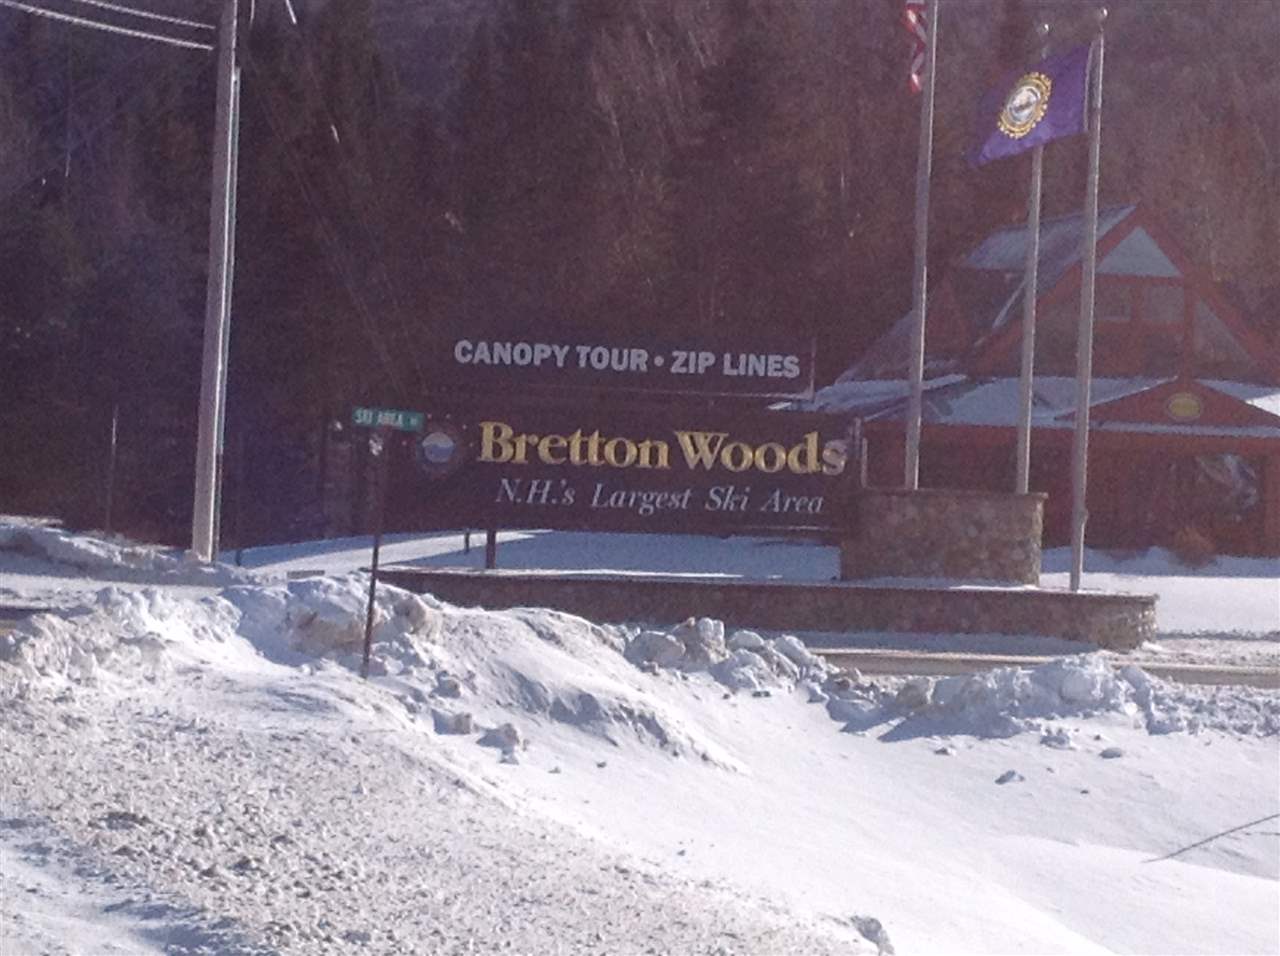 CANOPY TOUR • ZIP LINES
SKI AREA
Bretton Woods
N.H.'s Largest Ski Area